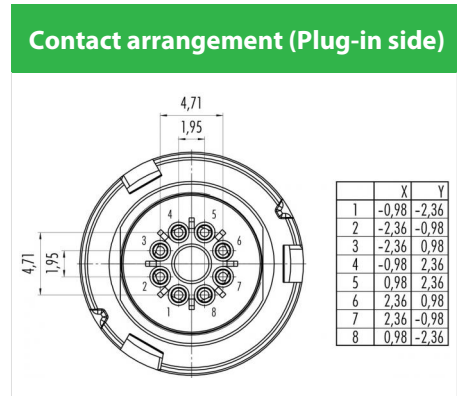 Contact arrangement (Plug-in side)
4,71
1,95
4 5
3 6
4,71 1,95
2 7
1 8
X Y
1 -0,98 -2,36
2 -2,36 -0,98
3 -2,36 0,98
4 -0,98 2,36
5 0,98 2,36
6 2,36 0,98
7 2,36 -0,98
8 0,98 -2,36